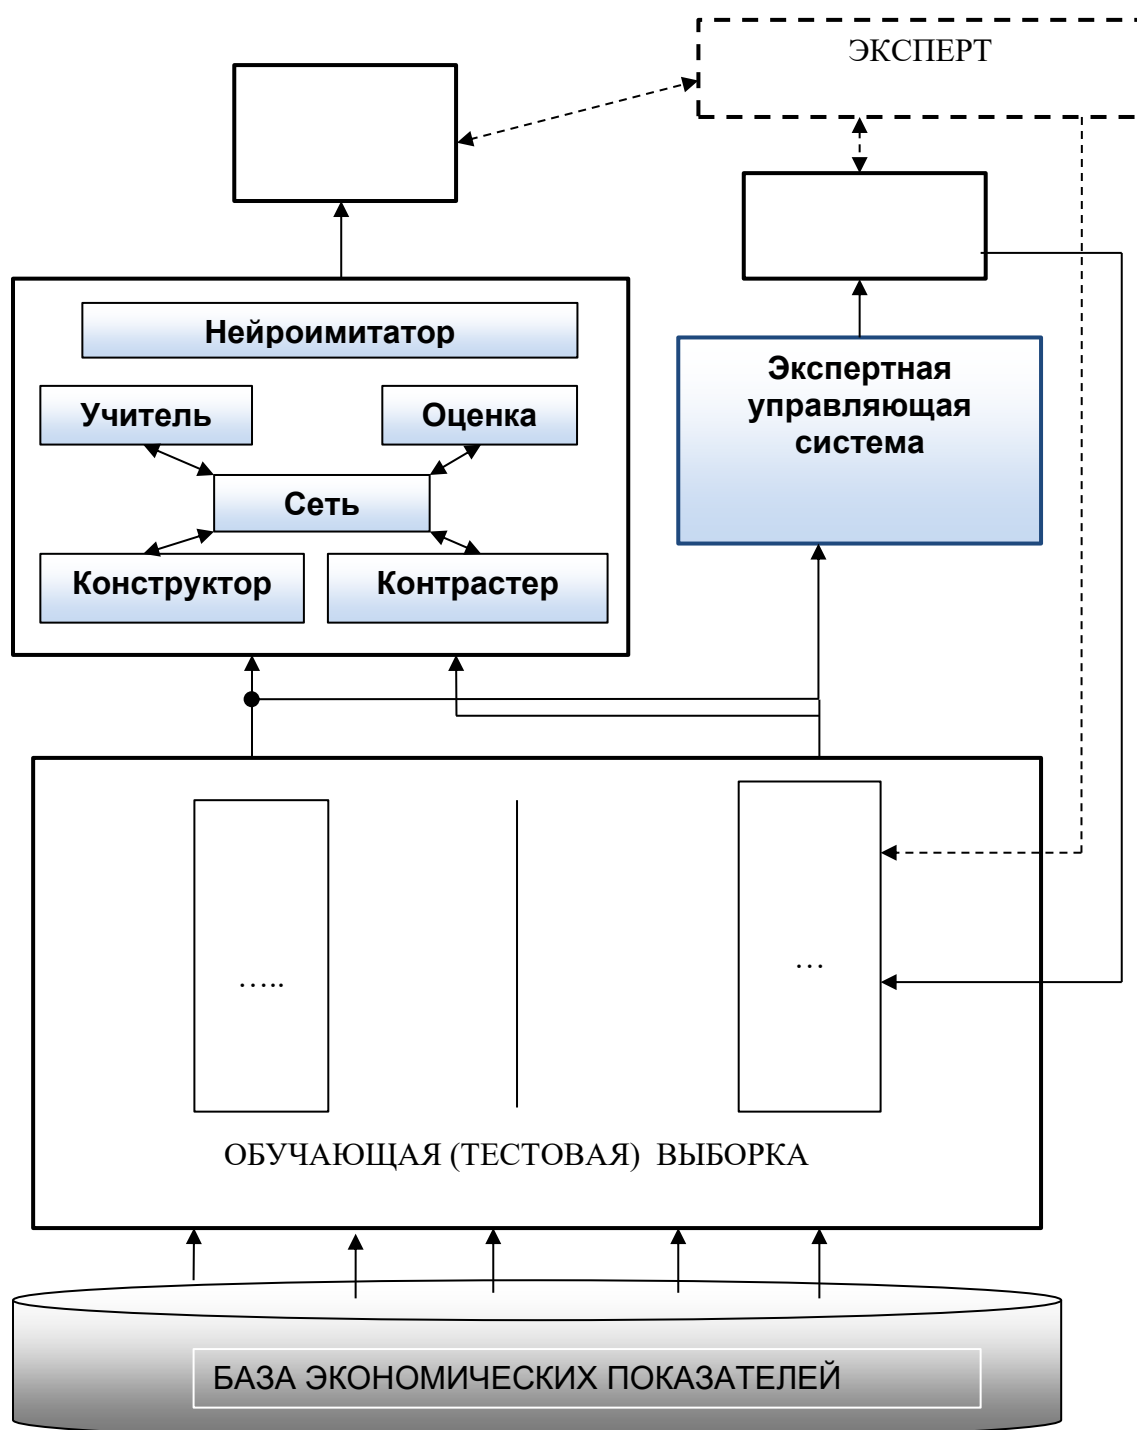 ЭКСПЕРТ
Нейроимитатор
Учитель
Оценка
Сеть
Конструктор
Контрастер
Экспертная
управляющая
система
…..
…
ОБУЧАЮЩАЯ (ТЕСТОВАЯ) ВЫБОРКА
БАЗА ЭКОНОМИЧЕСКИХ ПОКАЗАТЕЛЕЙ